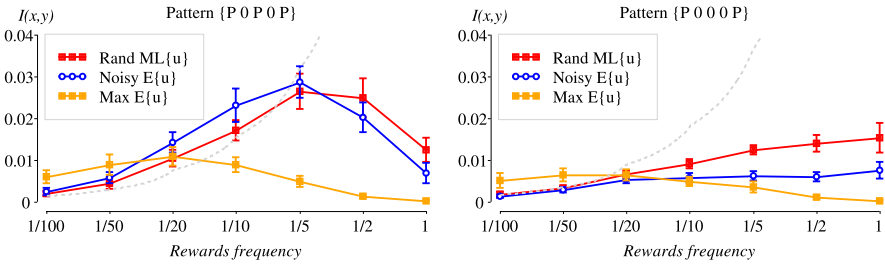 I(x,y)
Pattern {P 0 P 0 P}
0.04
0.03
0.02
0.01
0
Rand ML{u}
Noisy E{u}
Max E{u}
1/100 1/50 1/20 1/10 1/5 1/2 1
Rewards frequency
I(x,y)
Pattern {P 0 0 0 P}
0.04
0.03
0.02
0.01
0
Rand ML{u}
Noisy E{u}
Max E{u}
1/100 1/50 1/20 1/10 1/5 1/2 1
Rewards frequency